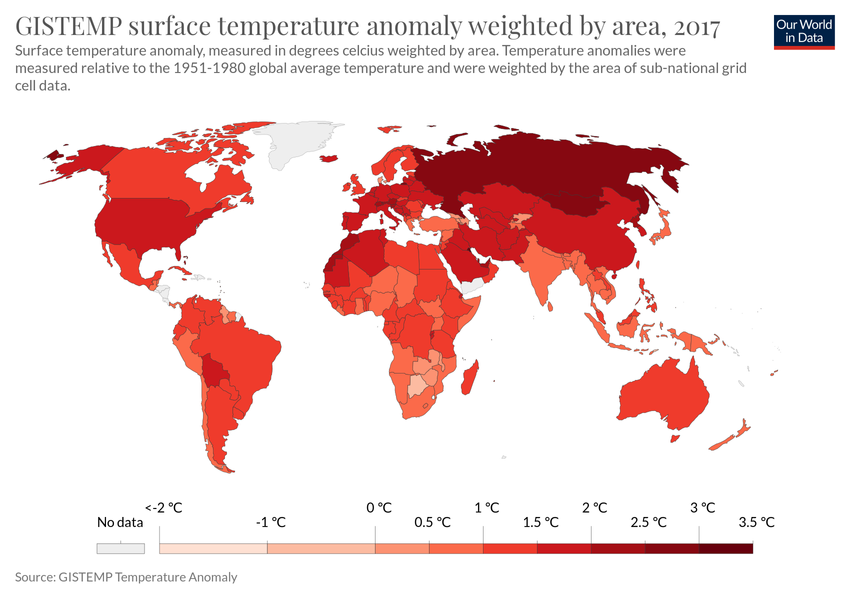 GISTEMP surface temperature anomaly weighted by area, 2017
Our World
in Data
Surface temperature anomaly, measured in degrees celcius weighted by area. Temperature anomalies were
measured relative to the 1951-1980 global average temperature and were weighted by the area of sub-national grid
cell data.
<-2 °C
0 °C
1 °C
2 °C
3 °C
No data
-1 °C
0.5 °C
1.5 °C
2.5 °C
3.5 °C
Source: GISTEMP Temperature Anomaly